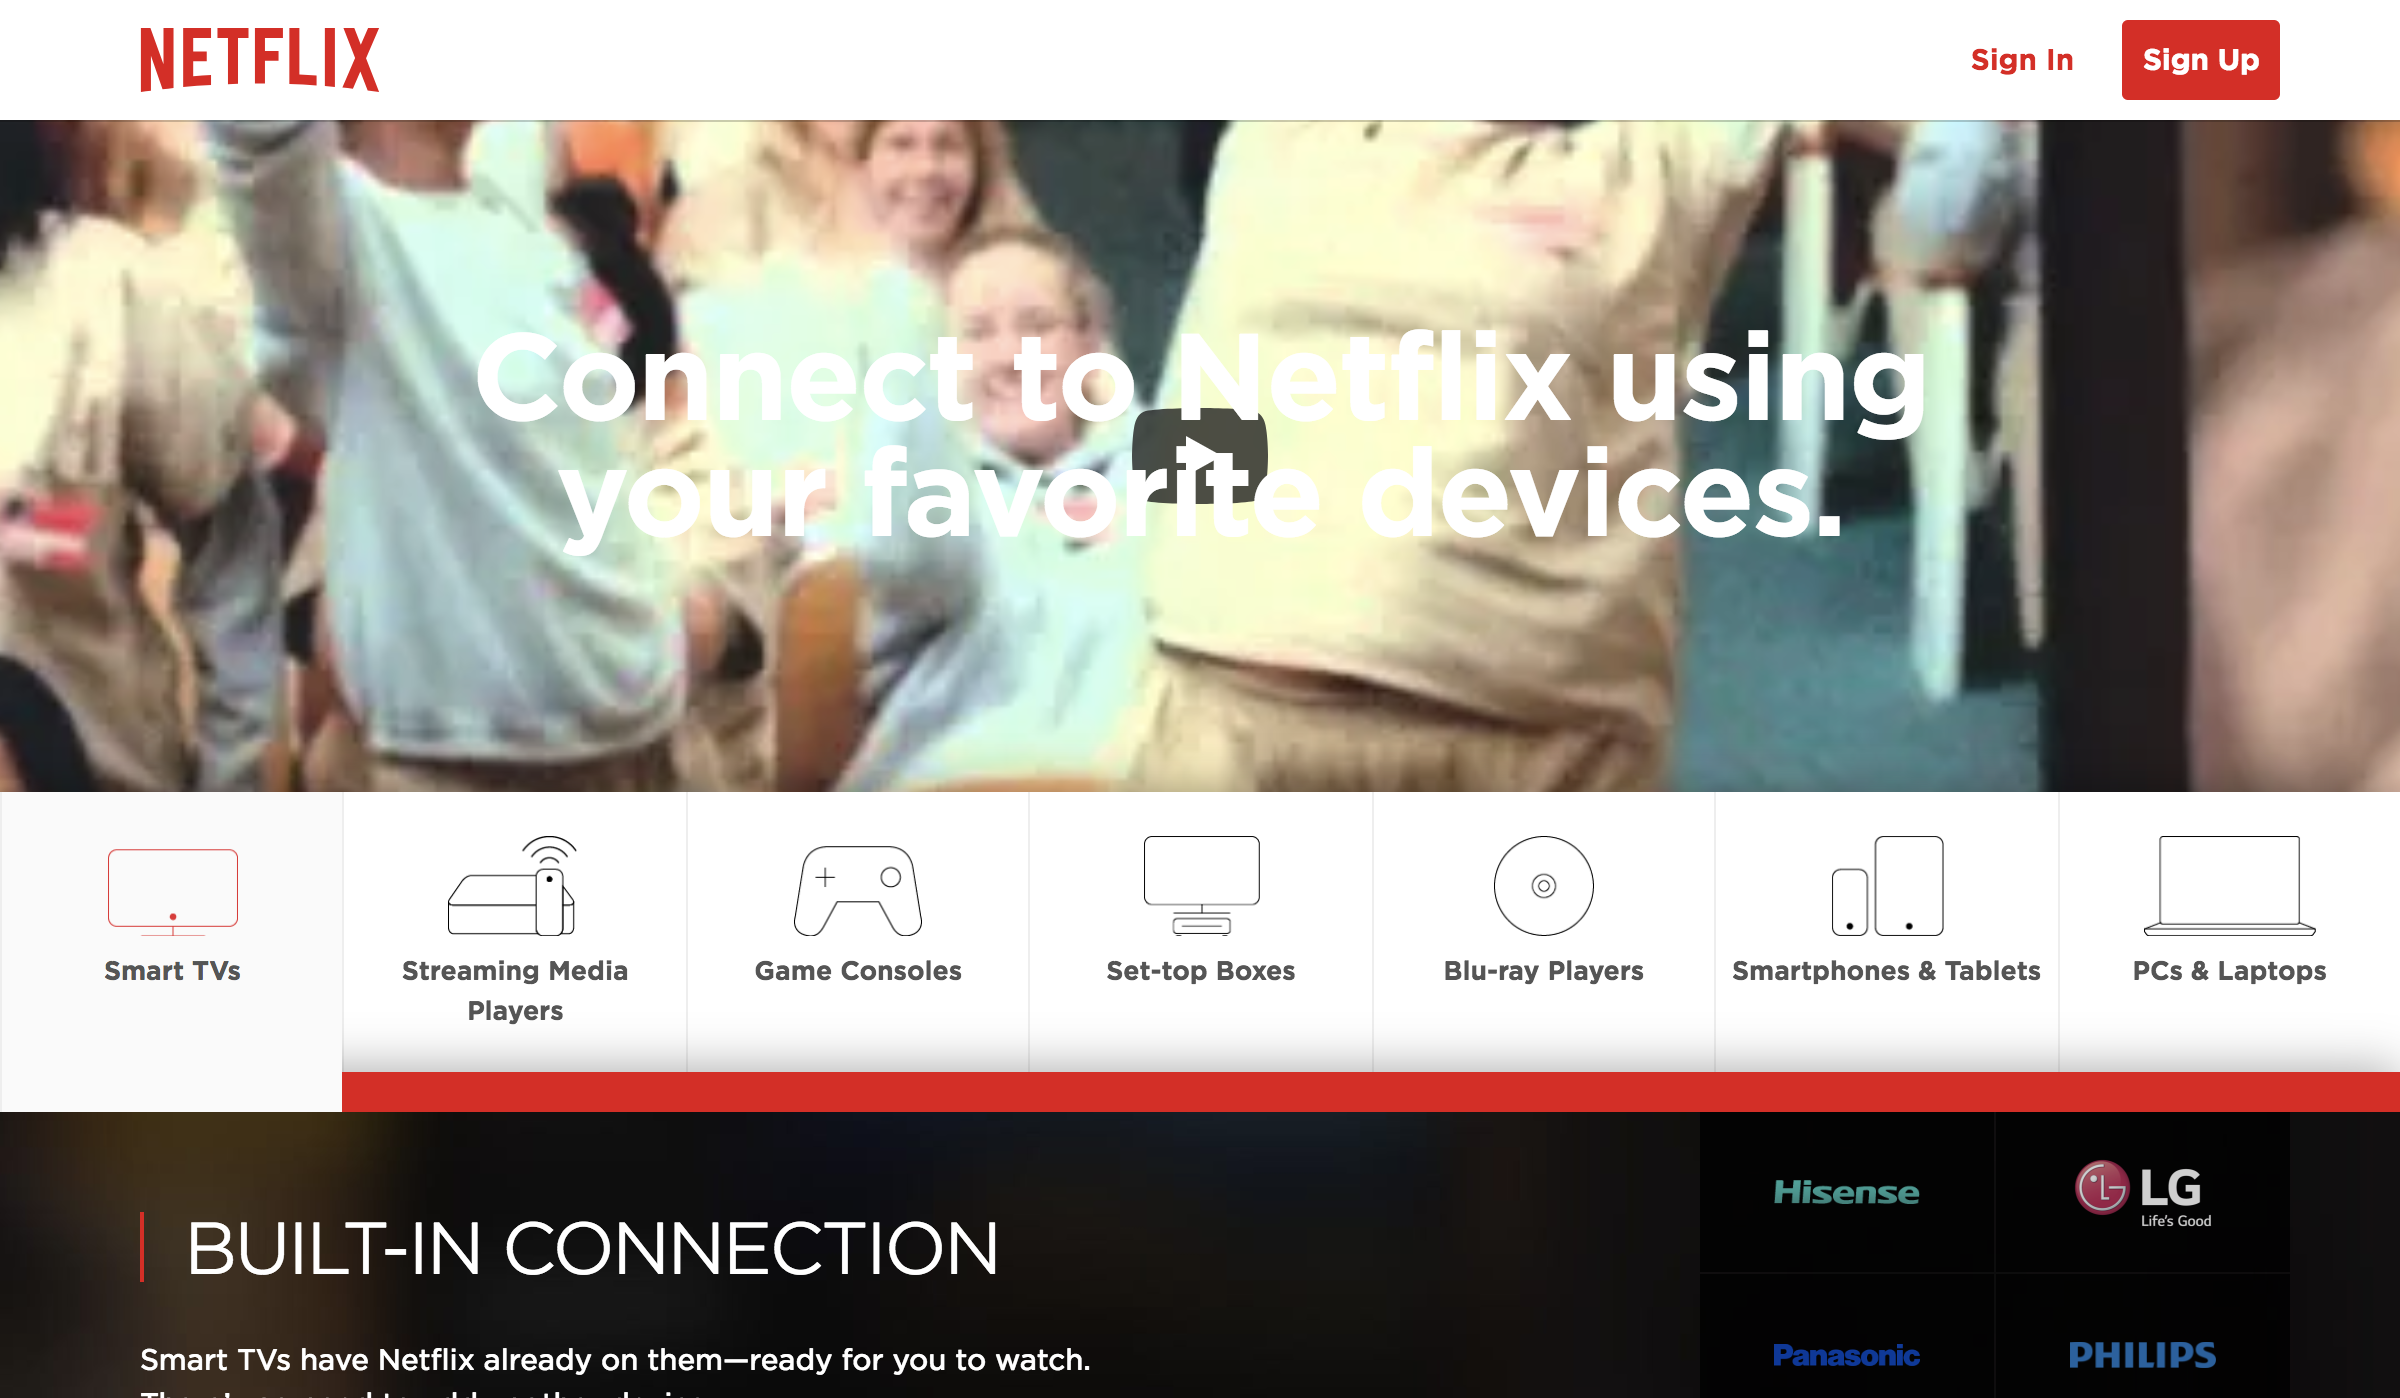 NETFLIX
Sign In
Sign Up
Connect to Netflix using
your favorite devices.
Smart TVs
Streaming Media
Players
Game Consoles
Set-top Boxes
Blu-ray Players
Smartphones & Tablets
PCs & Laptops
BUILT-IN CONNECTION
Smart TVs have Netflix already on them—ready for you to watch.
Hisense
LG
Life's Good
Panasonic
PHILIPS